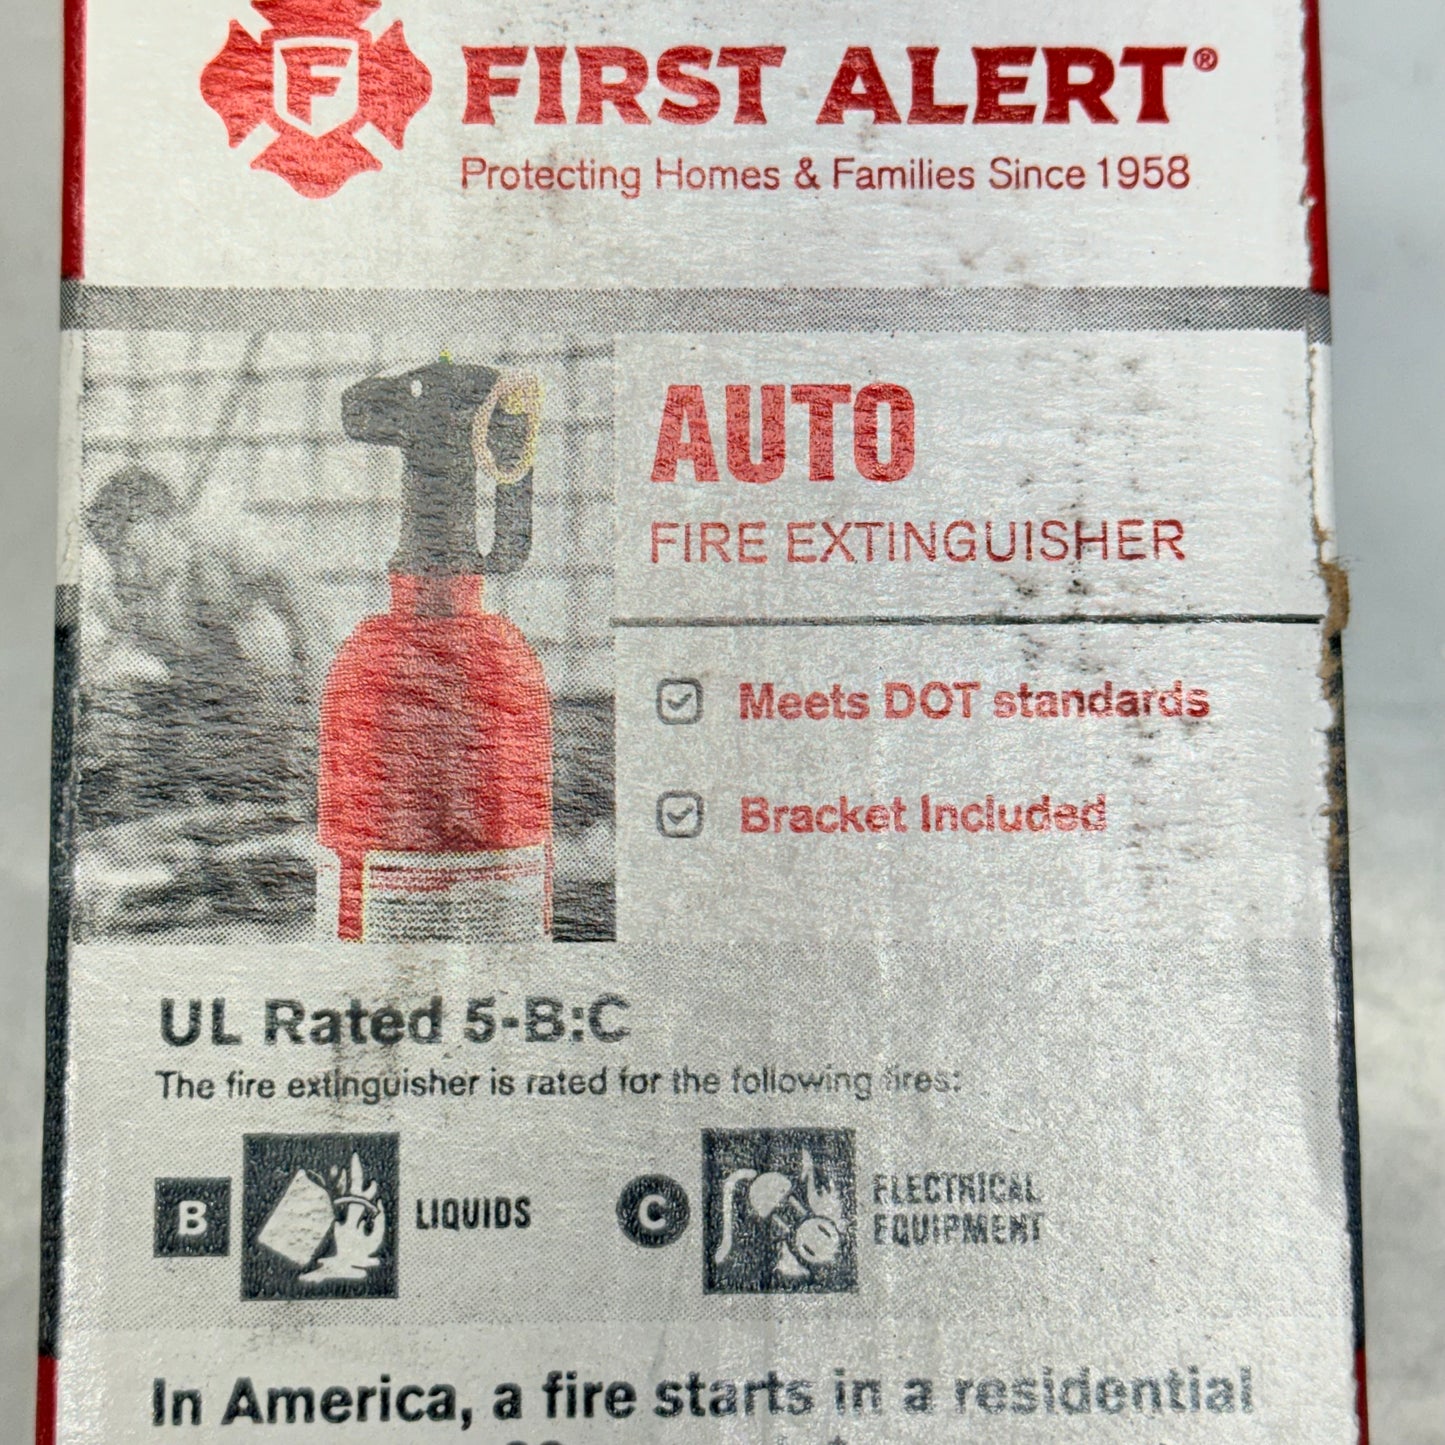 F
FIRST ALERT®
Protecting Homes & Families Since 1958
AUTO
FIRE EXTINGUISHER
Meets DOT standards
Bracket Included
UL Rated 5-B:C
The fire extinguisher is rated for the following fires:
B LIQUIDS C ELECTRICAL
EQUIPMENT
In America, a fire starts in a residential